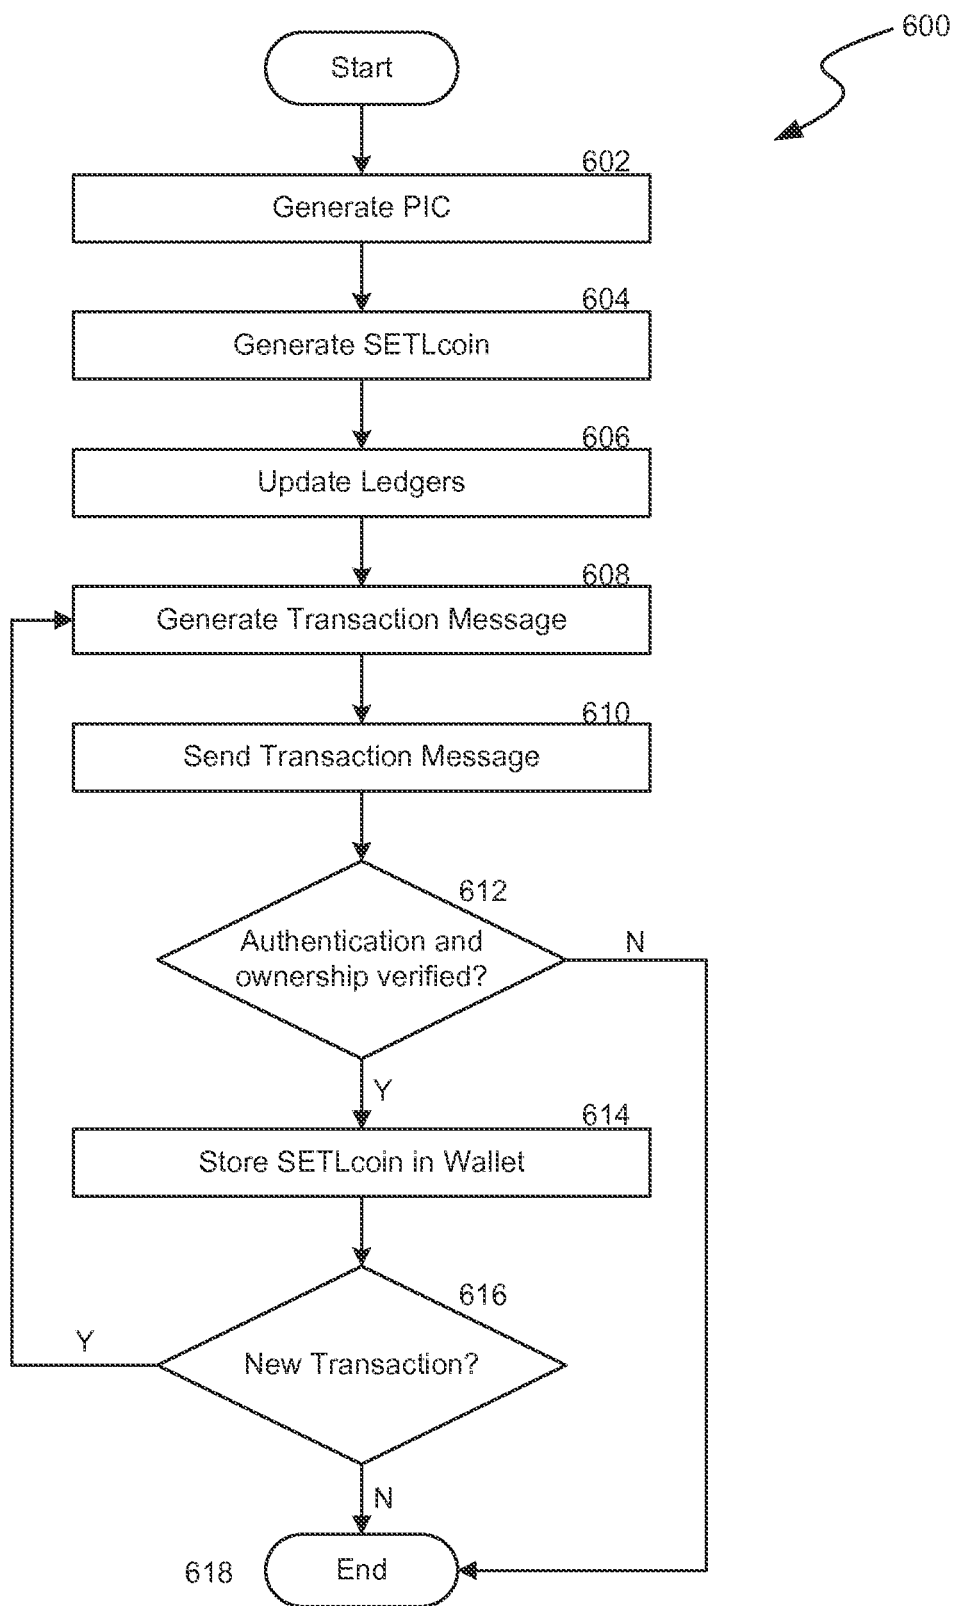 600
Start
602
Generate PIC
604
Generate SETLcoin
606
Update Ledgers
608
Generate Transaction Message
610
Send Transaction Message
612
Authentication and
ownership verified?
N
Y
614
Store SETLcoin in Wallet
616
New Transaction?
Y
N
618
End